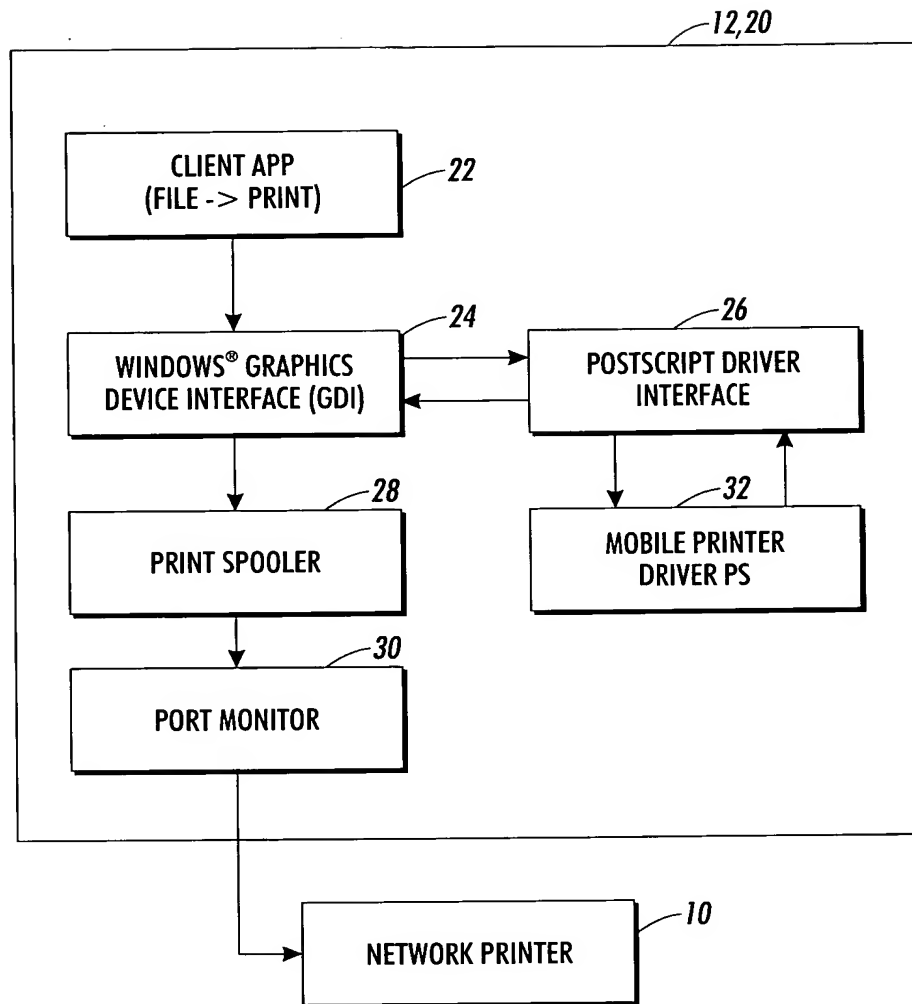 12,20
CLIENT APP
(FILE -> PRINT)
22
24
26
WINDOWS® GRAPHICS
DEVICE INTERFACE (GDI)
POSTSCRIPT DRIVER
INTERFACE
28
32
PRINT SPOOLER
MOBILE PRINTER
DRIVER PS
30
PORT MONITOR
10
NETWORK PRINTER